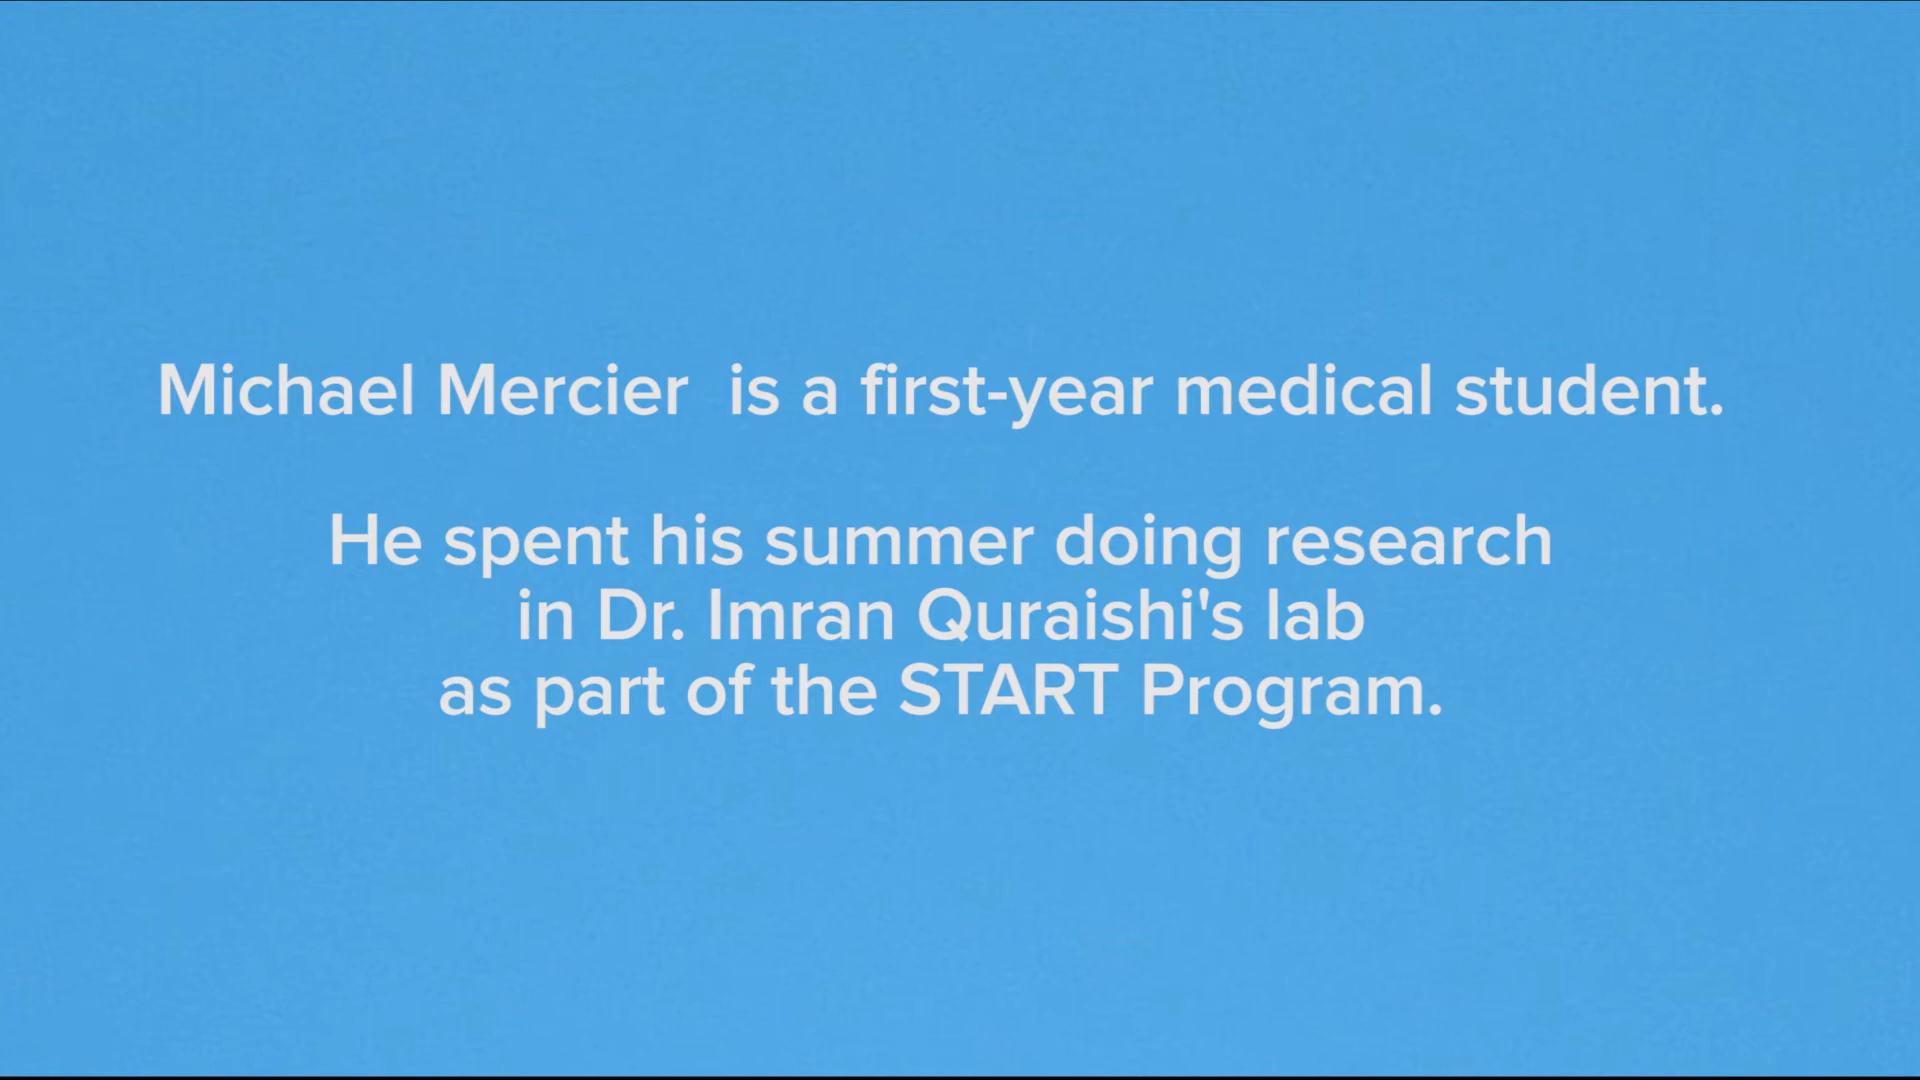 Michael Mercier  is a first-year medical student.
He spent his summer doing research
in Dr. Imran Quraishi's lab
as part of the START Program.